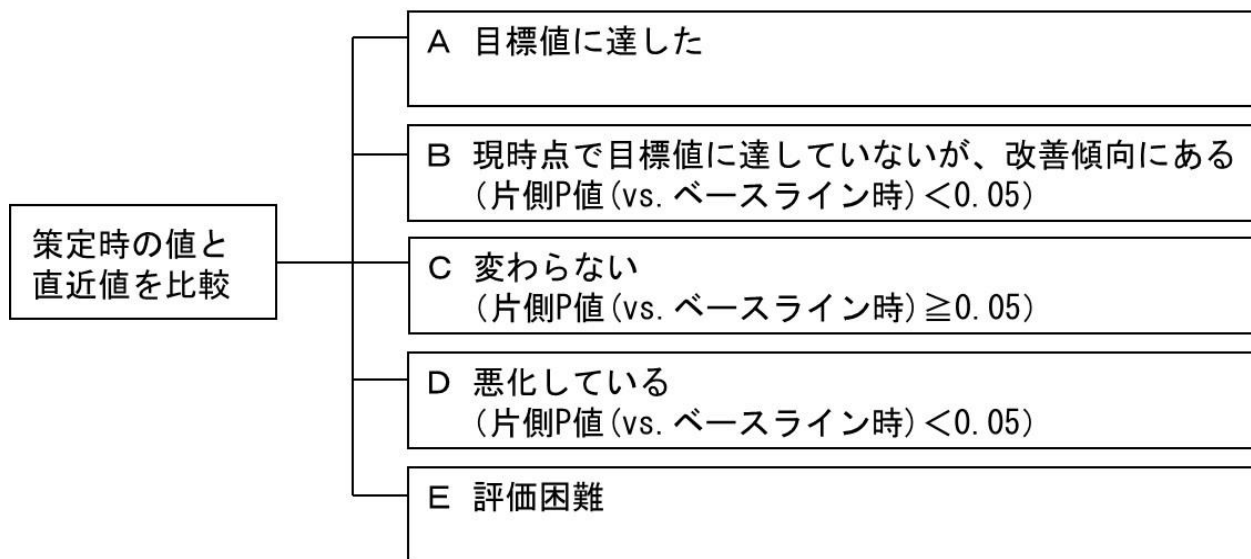 策定時の値と
直近値を比較
A 目標値に達した
B 現時点で目標値に達していないが、改善傾向にある
(片側P値(vs. ベースライン時)＜0.05)
C 変わらない
(片側P値(vs. ベースライン時)≧0.05)
D 悪化している
(片側P値(vs. ベースライン時)＜0.05)
E 評価困難